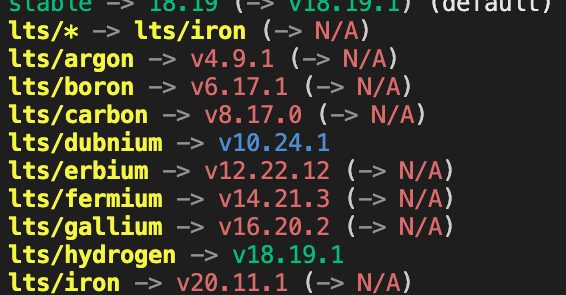 stable -> 18.19 (-> v18.19.1) (default)
lts/* -> lts/iron (-> N/A)
lts/argon -> v4.9.1 (-> N/A)
lts/boron -> v6.17.1 (-> N/A)
lts/carbon -> v8.17.0 (-> N/A)
lts/dubnium -> v10.24.1
lts/erbium -> v12.22.12 (-> N/A)
lts/fermium -> v14.21.3 (-> N/A)
lts/gallium -> v16.20.2 (-> N/A)
lts/hydrogen -> v18.19.1
lts/iron -> v20.11.1 (-> N/A)